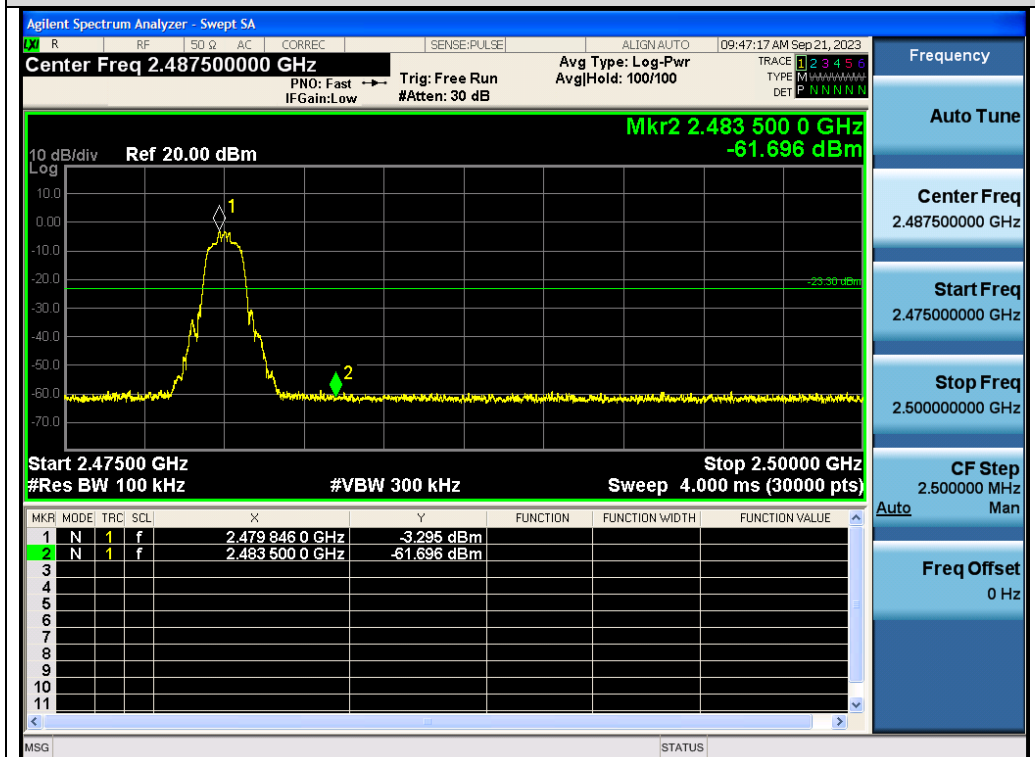 Agilent Spectrum Analyzer - Swept SA
LXI R RF 50 Ω AC CORREC SENSE:PULSE ALIGN AUTO 09:47:17 AM Sep 21, 2023
Center Freq 2.487500000 GHz
PNO: Fast
IFGain:Low
Trig: Free Run
#Atten: 30 dB
Avg Type: Log-Pwr
Avg|Hold: 100/100
TRACE 1 2 3 4 5 6
TYPE M
DET P N N N N N
Mkr2 2.483 500 0 GHz
-61.696 dBm
10 dB/div Ref 20.00 dBm
Log
10.0
0.00
-10.0
-20.0
-30.0
-40.0
-50.0
-60.0
-70.0
1
2
-23.30 dBm
Start 2.47500 GHz Stop 2.50000 GHz
#Res BW 100 kHz #VBW 300 kHz Sweep 4.000 ms (30000 pts)
MKR MODE TRC SCL X Y FUNCTION FUNCTION WIDTH FUNCTION VALUE
1 N 1 f 2.479 846 0 GHz -3.295 dBm
2 N 1 f 2.483 500 0 GHz -61.696 dBm
3
4
5
6
7
8
9
10
11
MSG STATUS
Frequency
Auto Tune
Center Freq
2.487500000 GHz
Start Freq
2.475000000 GHz
Stop Freq
2.500000000 GHz
CF Step
2.500000 MHz
Auto Man
Freq Offset
0 Hz